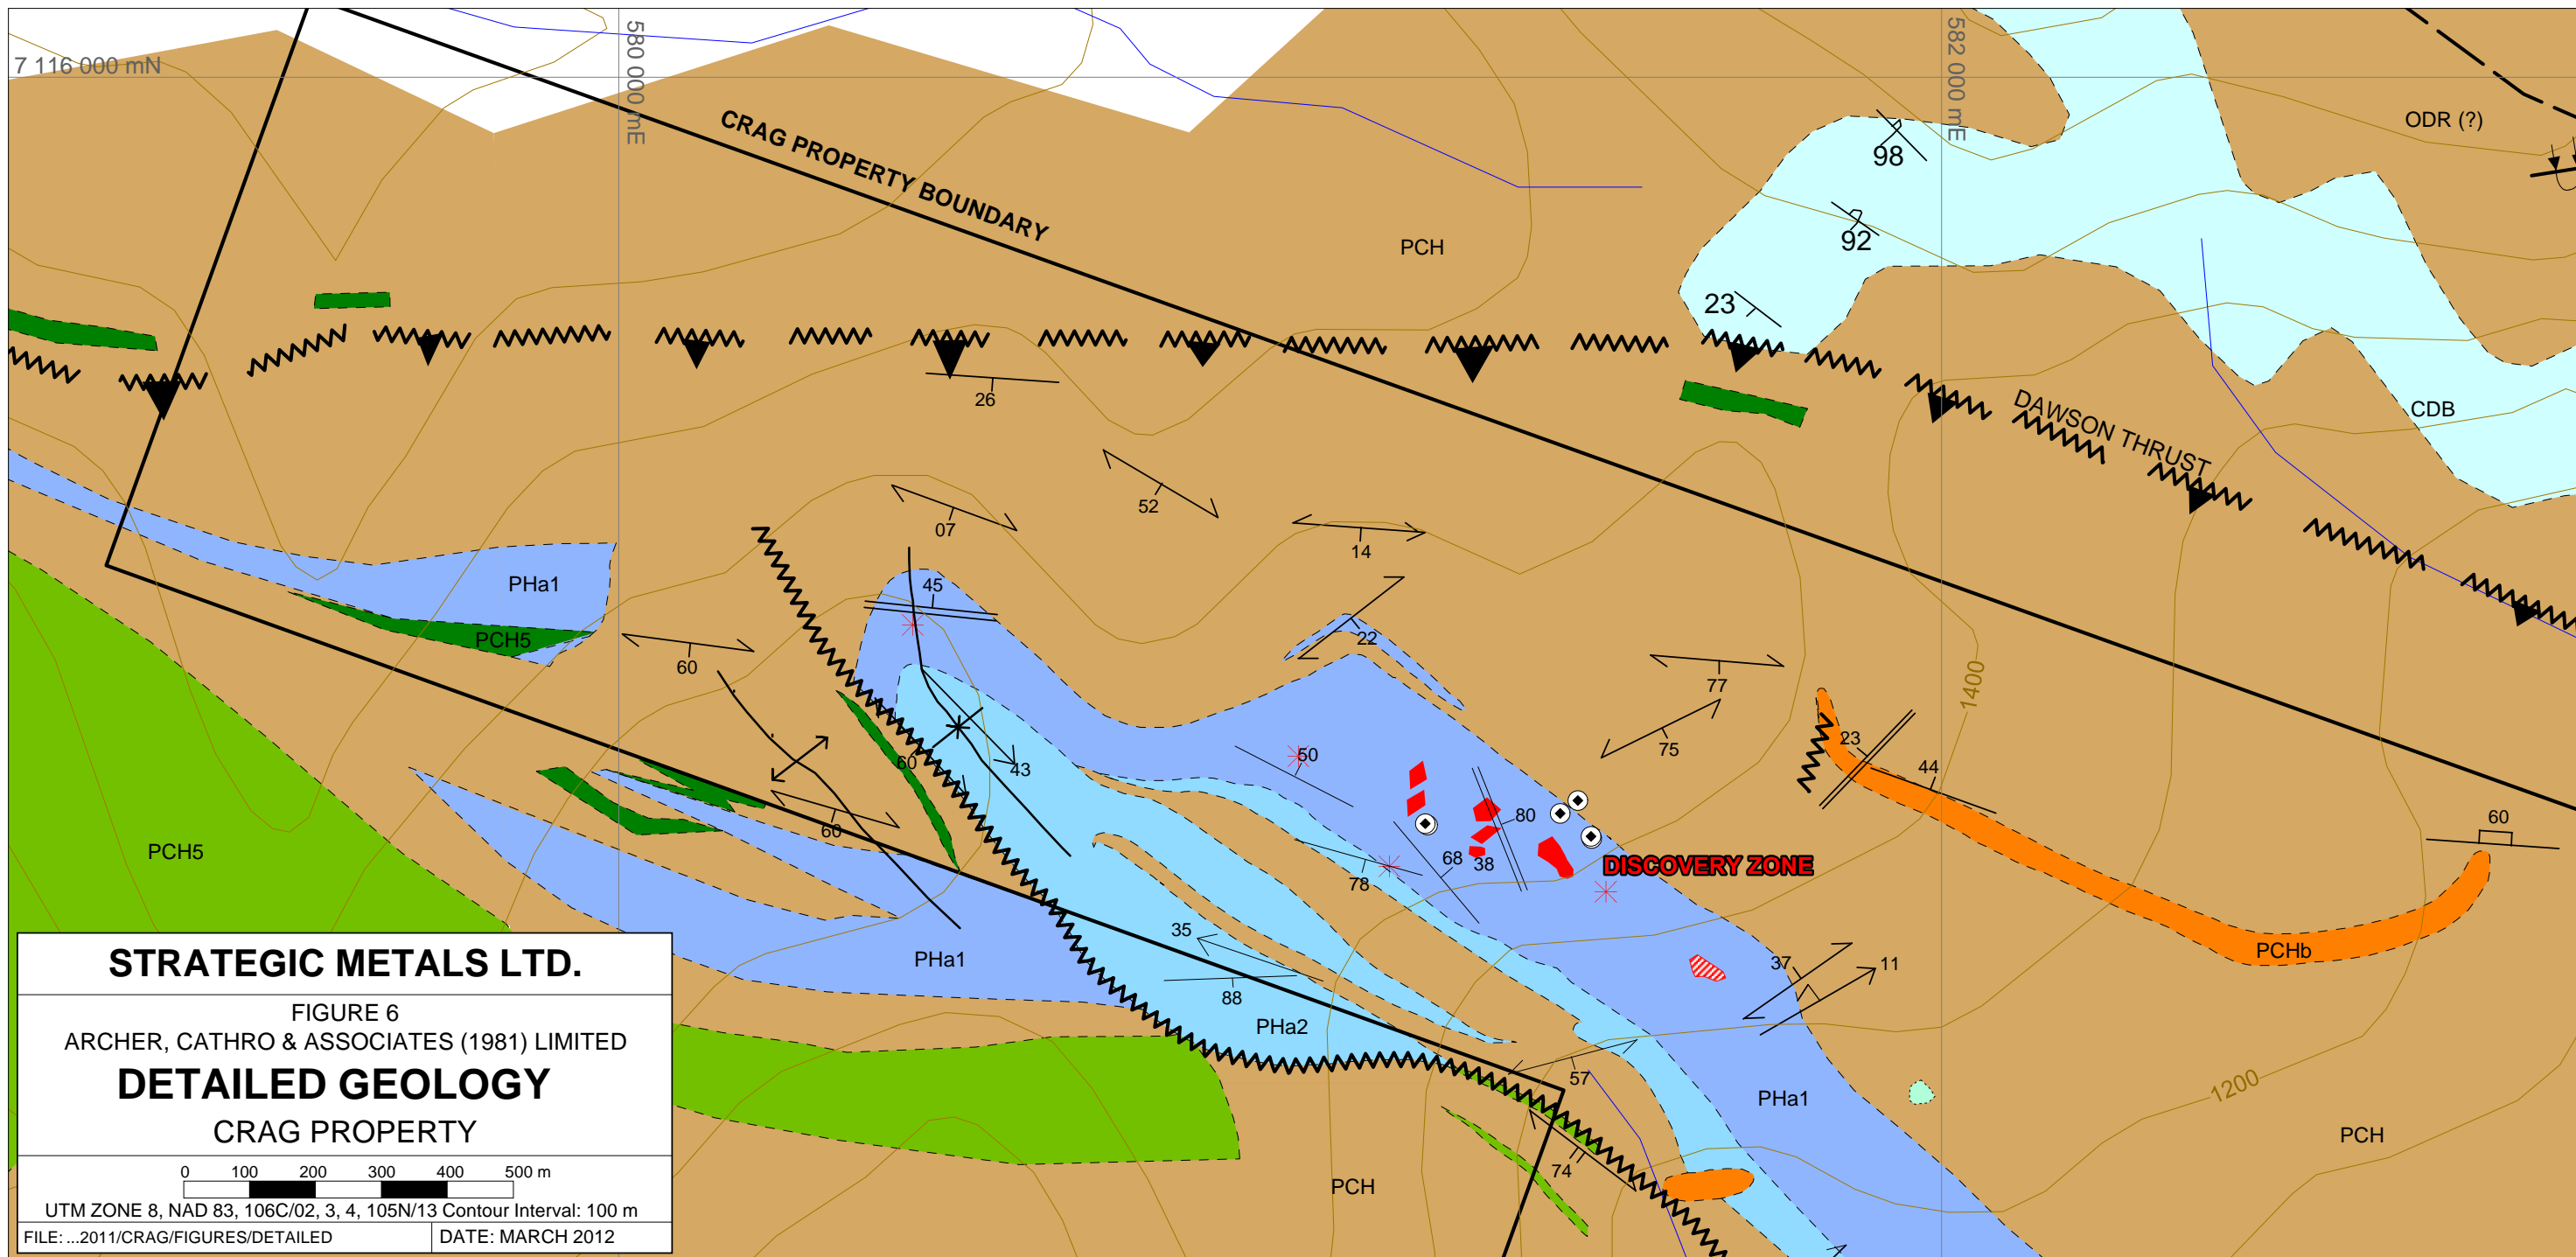 7 116 000 mN
580 000 mE
582 000 mE
CRAG PROPERTY BOUNDARY
ODR (?)
98
PCH
92
23
26
DAWSON THRUST
CDB
07
52
14
PHa1
45
PCH5
60
22
77
1400
75
50
23
44
60
43
60
80
60
PCH5
68
38
78
DISCOVERY ZONE
35
PHa1
37
11
PCHb
88
PHa2
57
1200
PHa1
PCH
74
PCH
STRATEGIC METALS LTD.
FIGURE 6
ARCHER, CATHRO & ASSOCIATES (1981) LIMITED
DETAILED GEOLOGY
CRAG PROPERTY
0 100 200 300 400 500 m
UTM ZONE 8, NAD 83, 106C/02, 3, 4, 105N/13 Contour Interval: 100 m
FILE: ...2011/CRAG/FIGURES/DETAILED
DATE: MARCH 2012